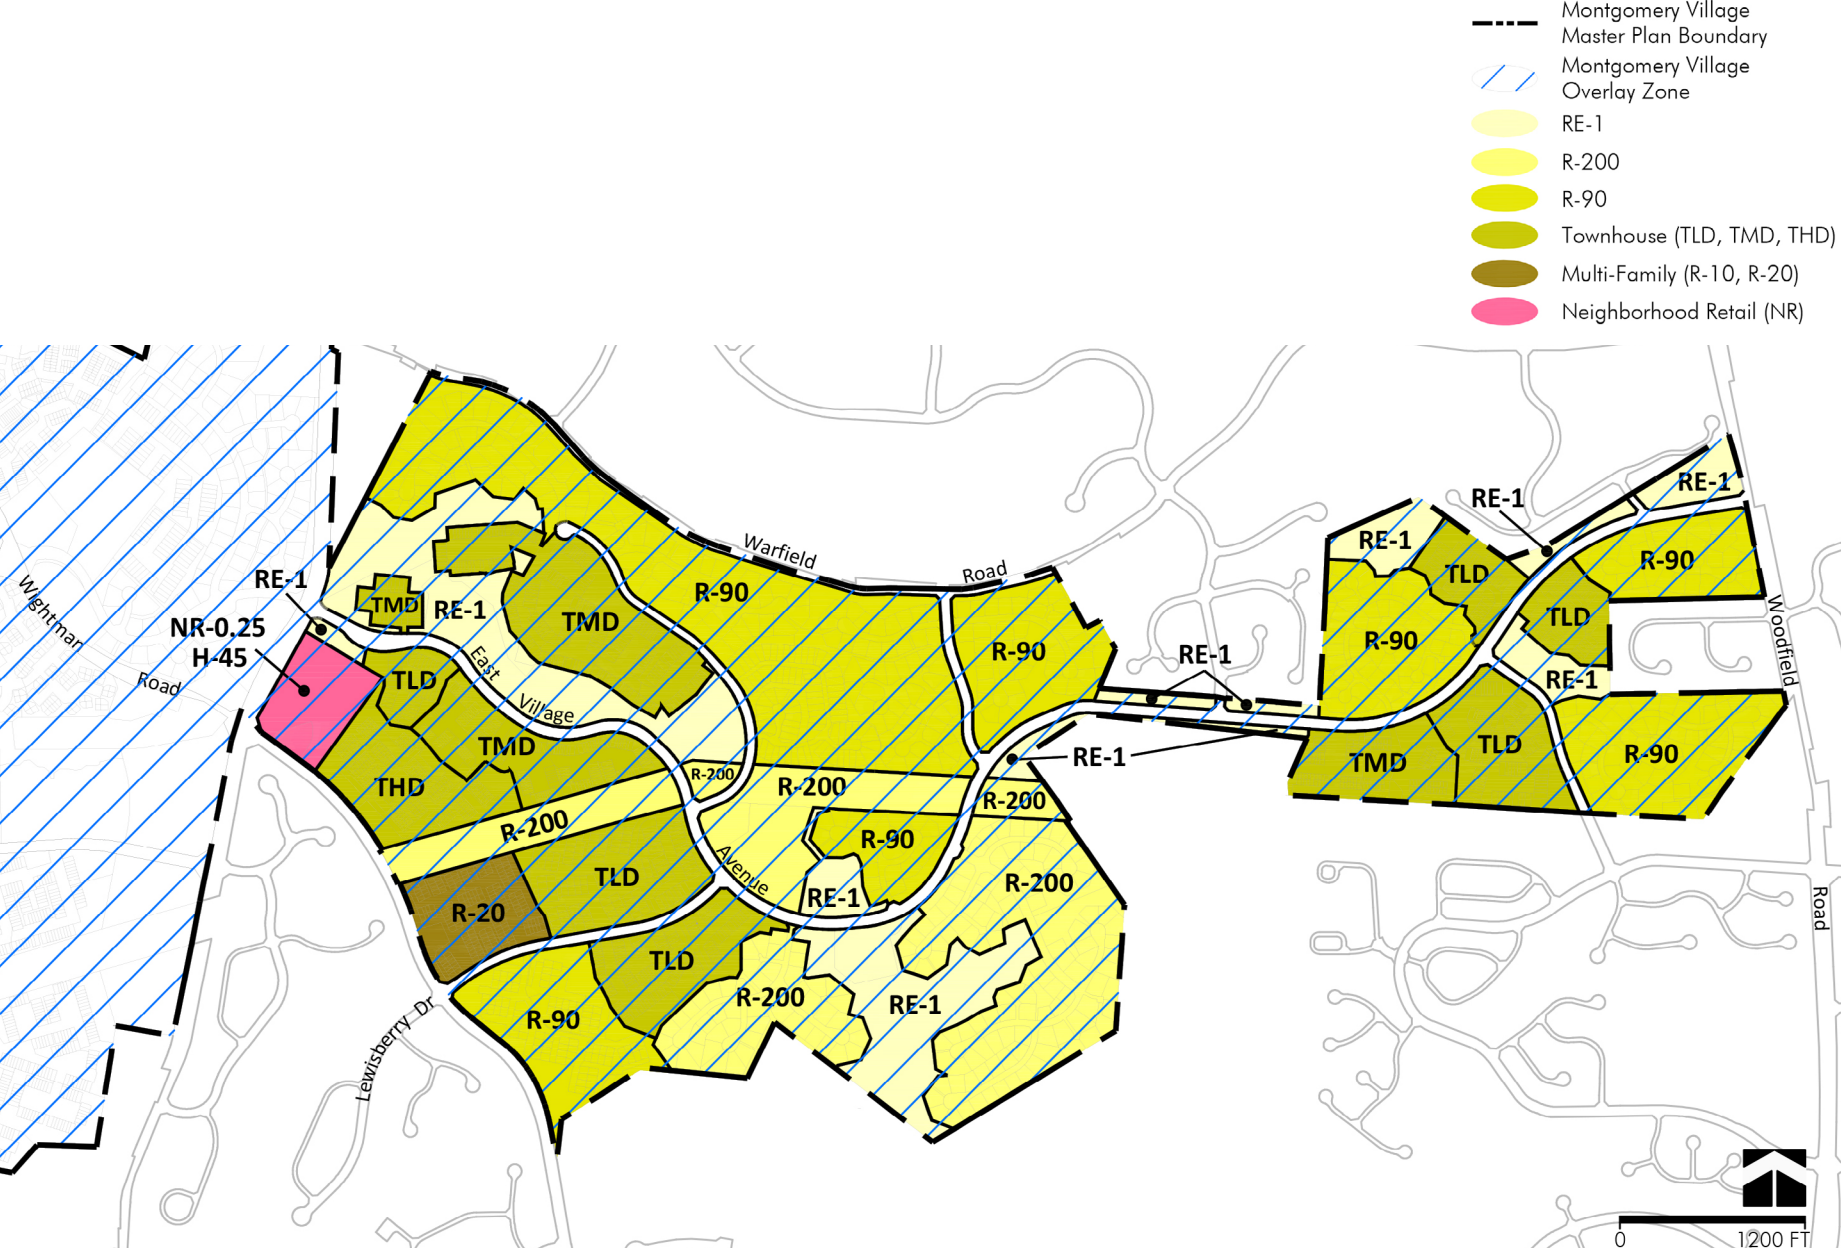 Montgomery Village
Master Plan Boundary
Montgomery Village
Overlay Zone
RE-1
R-200
R-90
Townhouse (TLD, TMD, THD)
Multi-Family (R-10, R-20)
Neighborhood Retail (NR)
RE-1
RE-1
Warfield
Road
RE-1
R-90
TLD
RE-1
R-90
TMD
RE-1
TMD
TLD
Wightman
Road
NR-0.25
H-45
R-90
R-90
RE-1
East
Village
TLD
RE-1
Woodfield
TMD
TLD
R-90
THD
RE-1
TMD
R-200
R-200
R-200
R-200
R-90
Avenue
TLD
R-200
RE-1
Road
R-20
TLD
R-200
RE-1
R-90
Lewisberry Dr
0
1200 FT